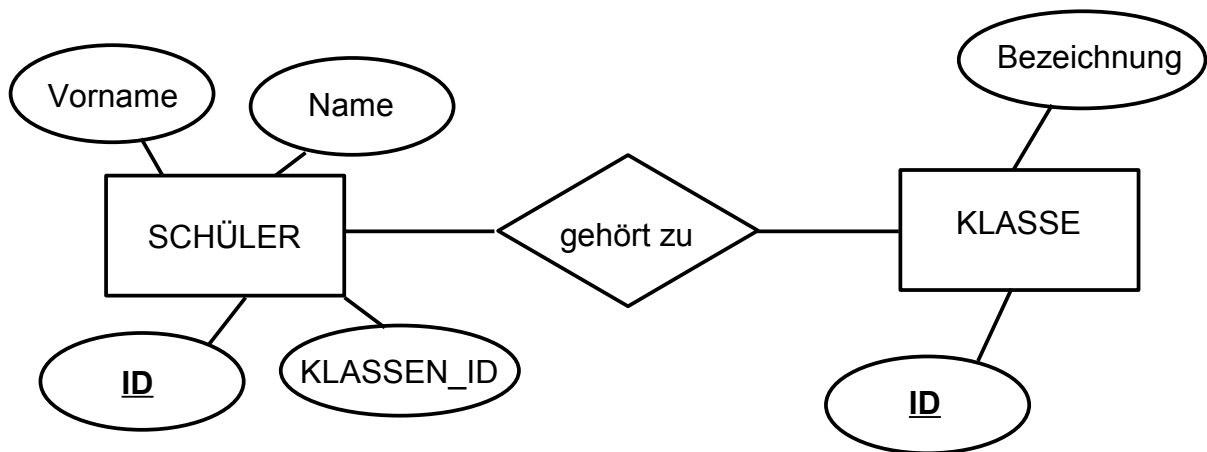 Bezeichnung
Vorname
Name
SCHÜLER
gehört zu
KLASSE
ID
KLASSEN_ID
ID